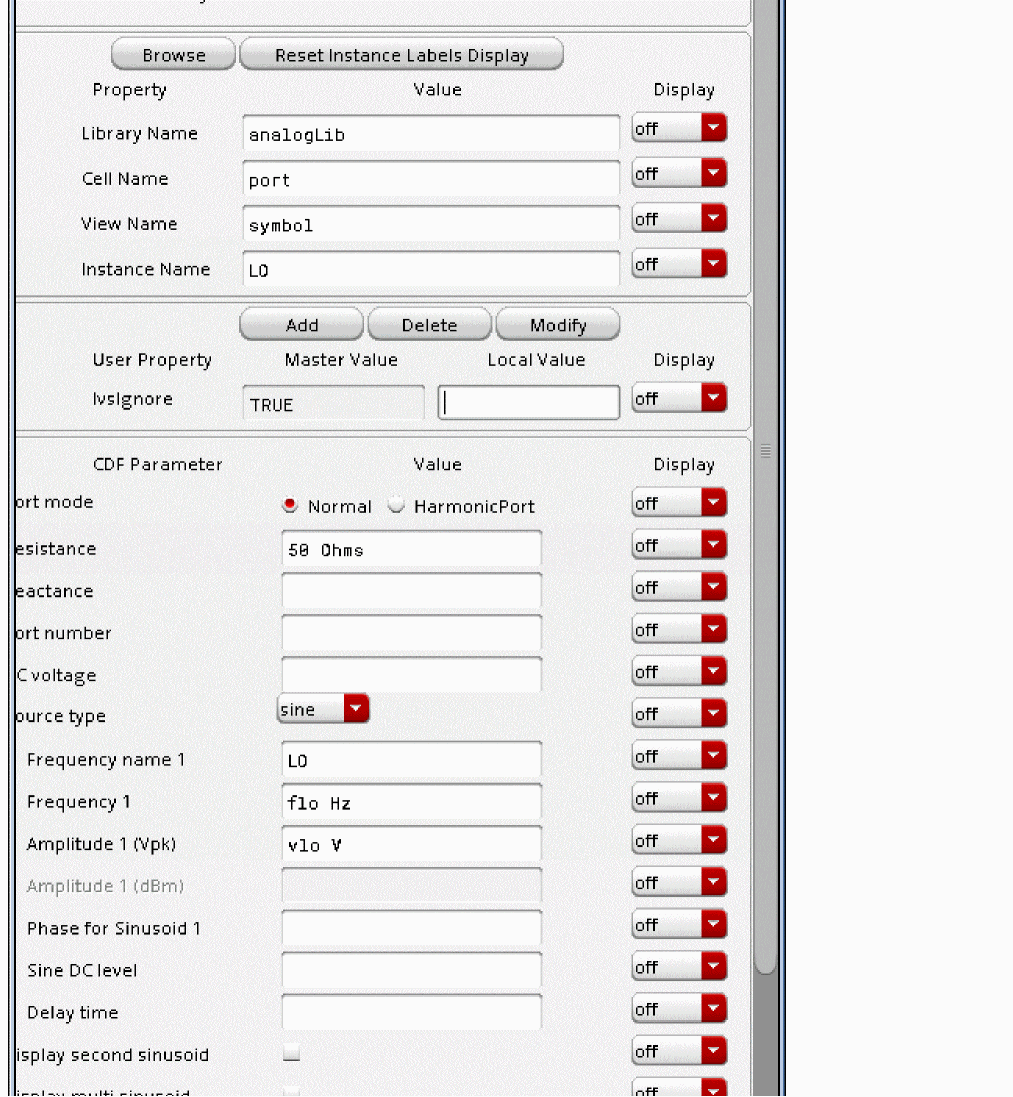 Browse Reset Instance Labels Display
Property Value Display
Library Name analogLib off
Cell Name port off
View Name symbol off
Instance Name LO off
Add Delete Modify
User Property Master Value Local Value Display
lvsIgnore TRUE off
CDF Parameter Value Display
ort mode Normal HarmonicPort off
esistance 50 Ohms off
eactance off
ort number off
C voltage off
ource type sine off
Frequency name 1 LO off
Frequency 1 flo Hz off
Amplitude 1 (Vpk) vlo V off
Amplitude 1 (dBm) off
Phase for Sinusoid 1 off
Sine DC level off
Delay time off
isplay second sinusoid off
isplay multi sinusoid off